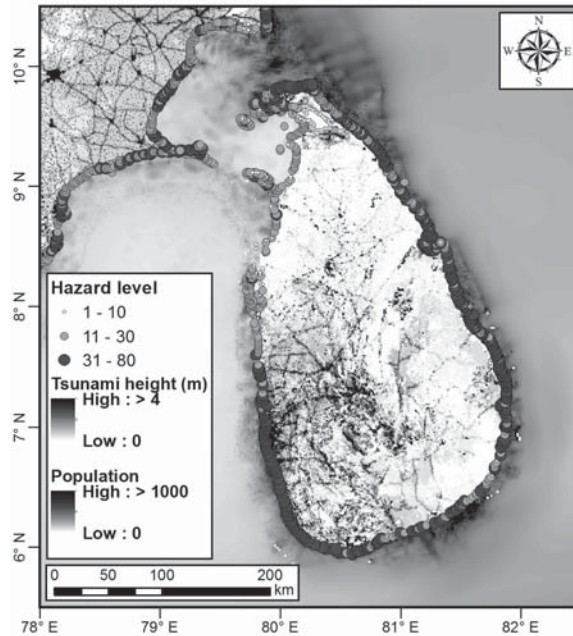 N
W E
S
10° N
9° N
8° N
7° N
6° N
Hazard level
1 - 10
11 - 30
31 - 80
Tsunami height (m)
High : > 4
Low : 0
Population
High : > 1000
Low : 0
0 50 100 200
km
78° E 79° E 80° E 81° E 82° E